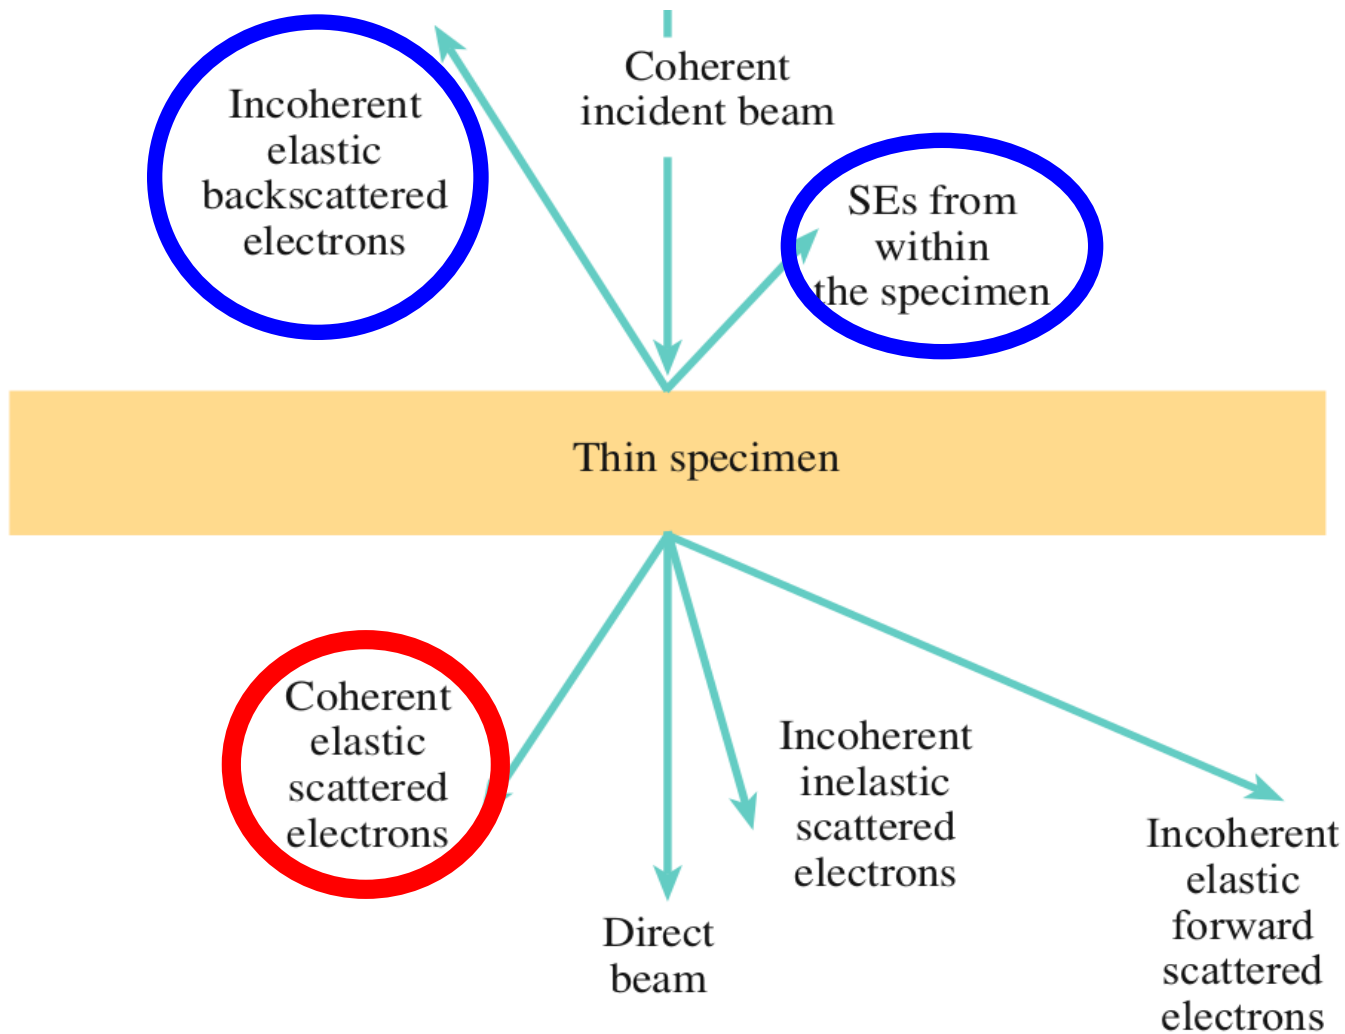 Incoherent
elastic
backscattered
electrons
Coherent
incident beam
SEs from
within
the specimen
Thin specimen
Coherent
elastic
scattered
electrons
Direct
beam
Incoherent
inelastic
scattered
electrons
Incoherent
elastic
forward
scattered
electrons